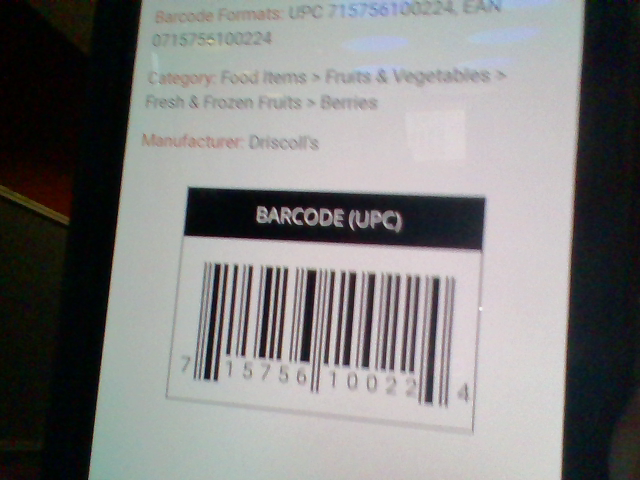 Barcode Formats: UPC 715756100224, EAN
0715756100224
Category: Food Items > Fruits & Vegetables >
Fresh & Frozen Fruits > Berries
Manufacturer: Driscoll's
BARCODE (UPC)
7 15756 10022 4